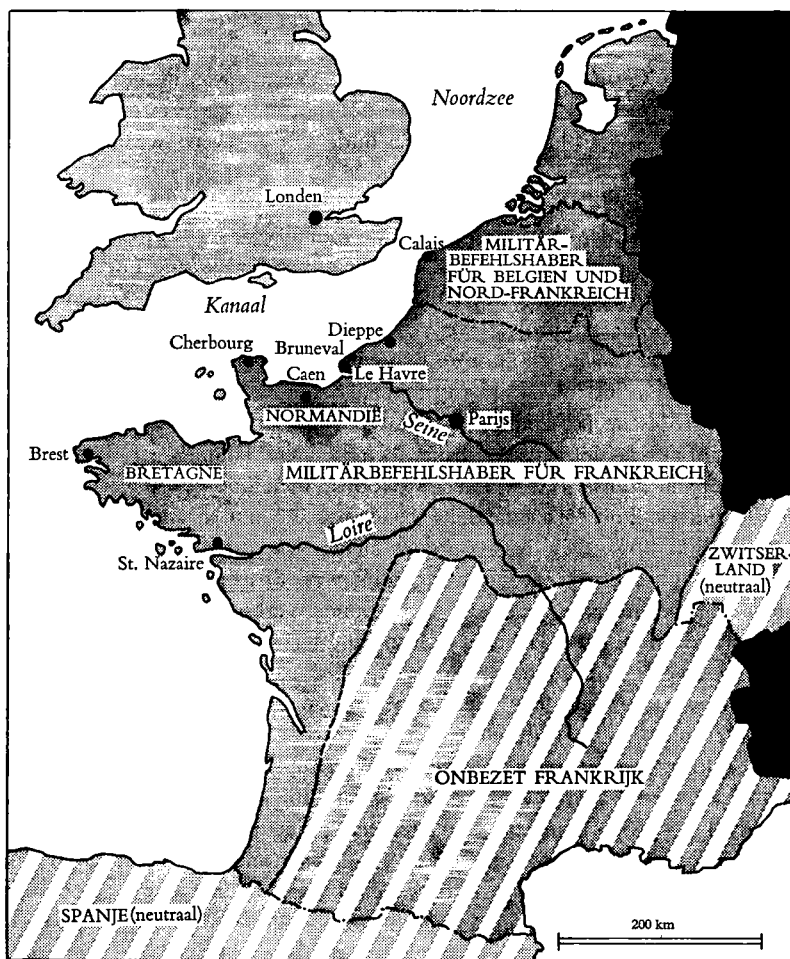 Noordzee
Londen
Calais
MILITÄR-
BEFEHLSHABER
FÜR BELGIEN UND
NORD-FRANKREICH
Kanaal
Dieppe
Cherbourg
Bruneval
Le Havre
Caen
NORMANDIË
Seine
Parijs
Brest
BRETAGNE
MILITÄRBEFEHLSHABER FÜR FRANKREICH
Loire
St. Nazaire
ZWITSER-
LAND
(neutraal)
ONBEZET FRANKRIJK
SPANJE (neutraal)
200 km